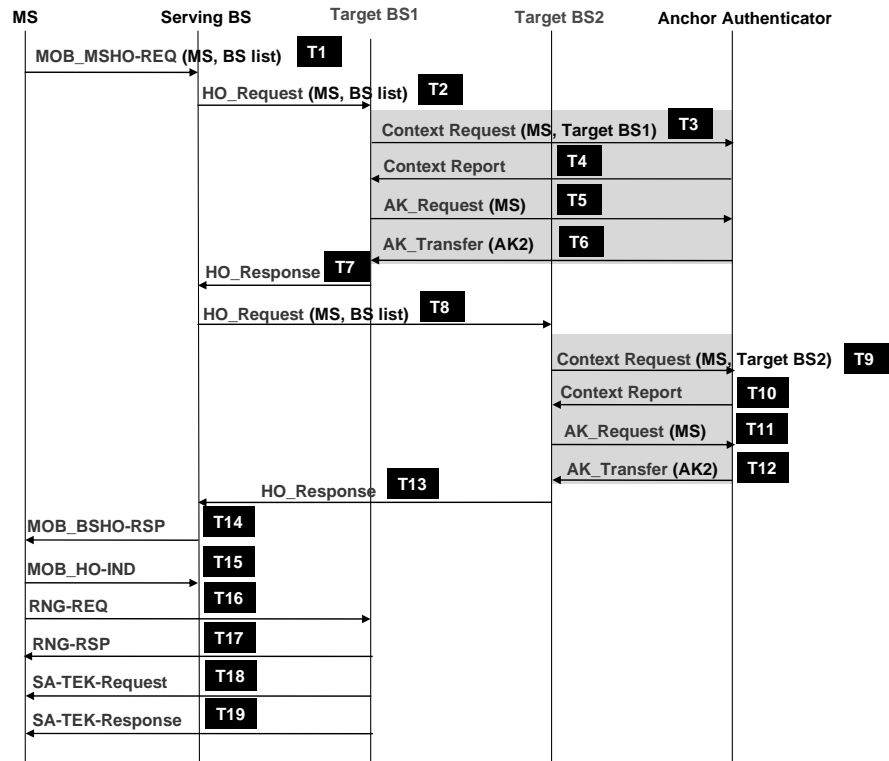 MS Serving BS Target BS1 Target BS2 Anchor Authenticator
MOB_MSHO-REQ (MS, BS list) T1
HO_Request (MS, BS list) T2
Context Request (MS, Target BS1) T3
Context Report T4
AK_Request (MS) T5
AK_Transfer (AK2) T6
HO_Response T7
HO_Request (MS, BS list) T8
Context Request (MS, Target BS2) T9
Context Report T10
AK_Request (MS) T11
AK_Transfer (AK2) T12
HO_Response T13
MOB_BSHO-RSP T14
MOB_HO-IND T15
RNG-REQ T16
RNG-RSP T17
SA-TEK-Request T18
SA-TEK-Response T19